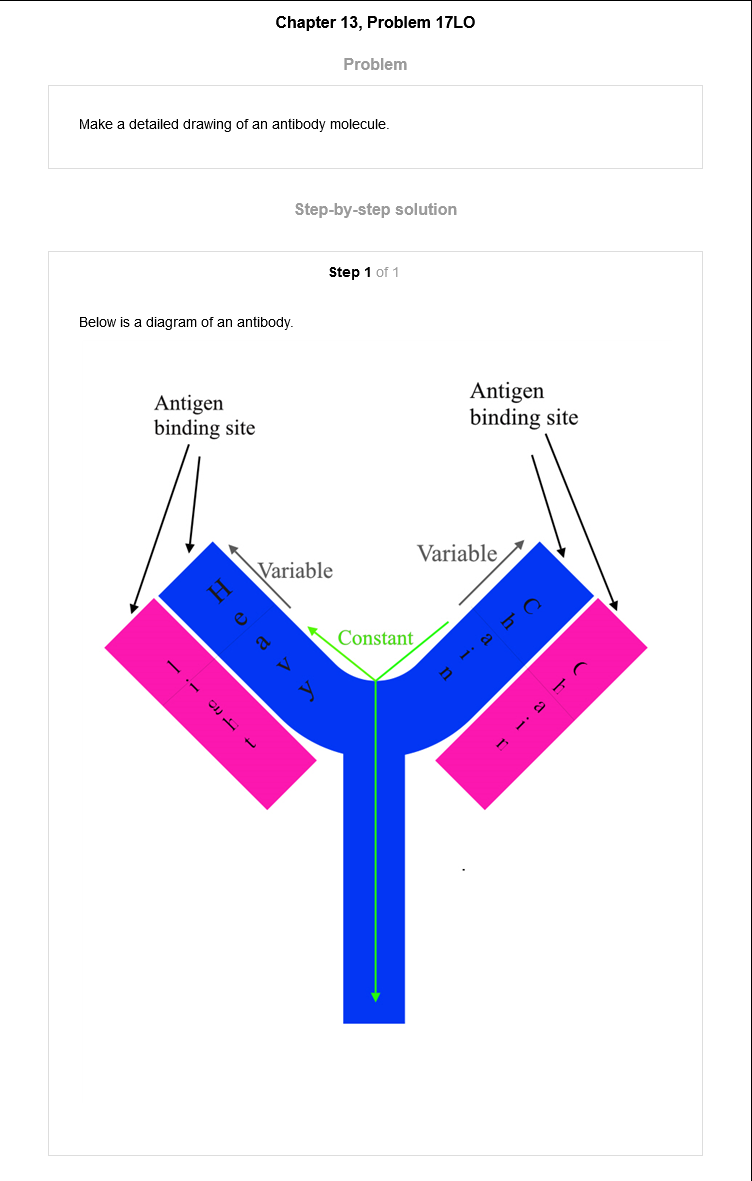 Chapter 13, Problem 17LO
Problem
Make a detailed drawing of an antibody molecule.
Step-by-step solution
Step 1 of 1
Below is a diagram of an antibody.
Antigen
binding site
Antigen
binding site
Variable
Variable
Constant
Heavy
Chain
light
Chain